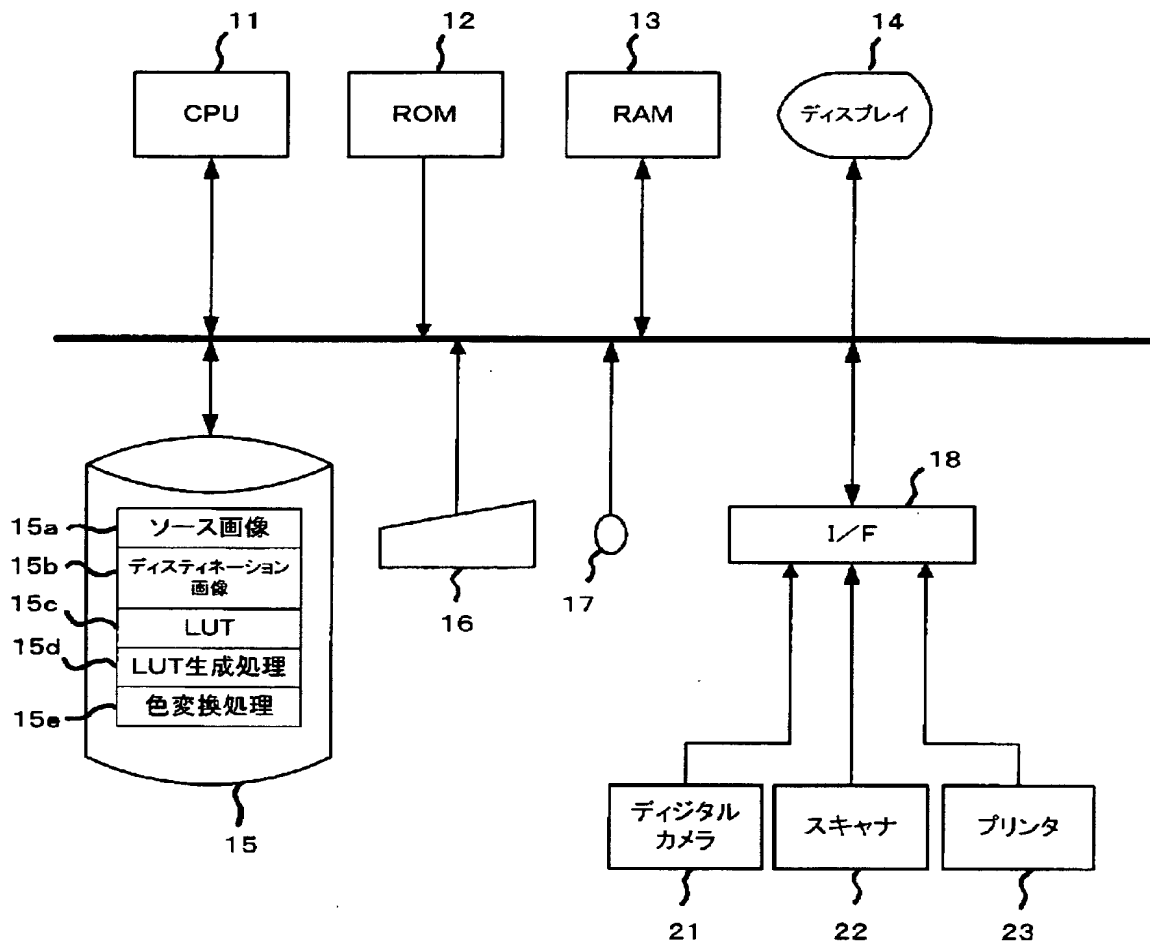 11
12
13
14
CPU
ROM
RAM
ディスプレイ
18
15a
ソース画像
I/F
15b
ディスティネーション
画像
17
15c
LUT
16
15d
LUT生成処理
15e
色変換処理
15
ディジタル
カメラ
スキャナ
プリンタ
21
22
23